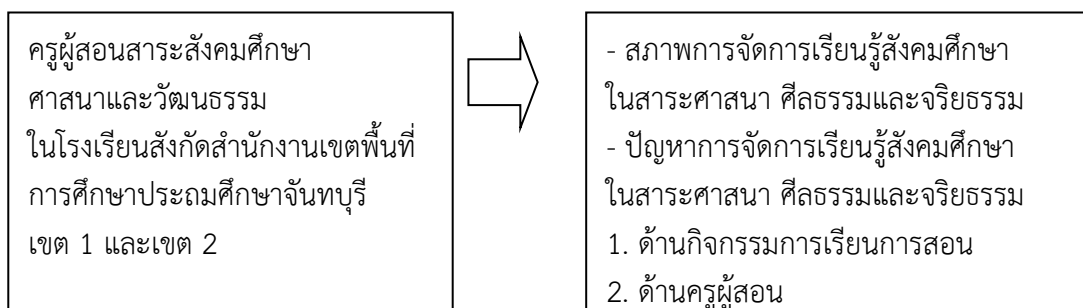 ครูผู้สอนสาระสังคมศึกษา
ศาสนาและวัฒนธรรม
ในโรงเรียนสังกัดสำนักงานเขตพื้นที่
การศึกษาประถมศึกษาจันทบุรี
เขต 1 และเขต 2
- สภาพการจัดการเรียนรู้สังคมศึกษา
ในสาระศาสนา ศีลธรรมและจริยธรรม
- ปัญหาการจัดการเรียนรู้สังคมศึกษา
ในสาระศาสนา ศีลธรรมและจริยธรรม
1. ด้านกิจกรรมการเรียนการสอน
2. ด้านครูผู้สอน